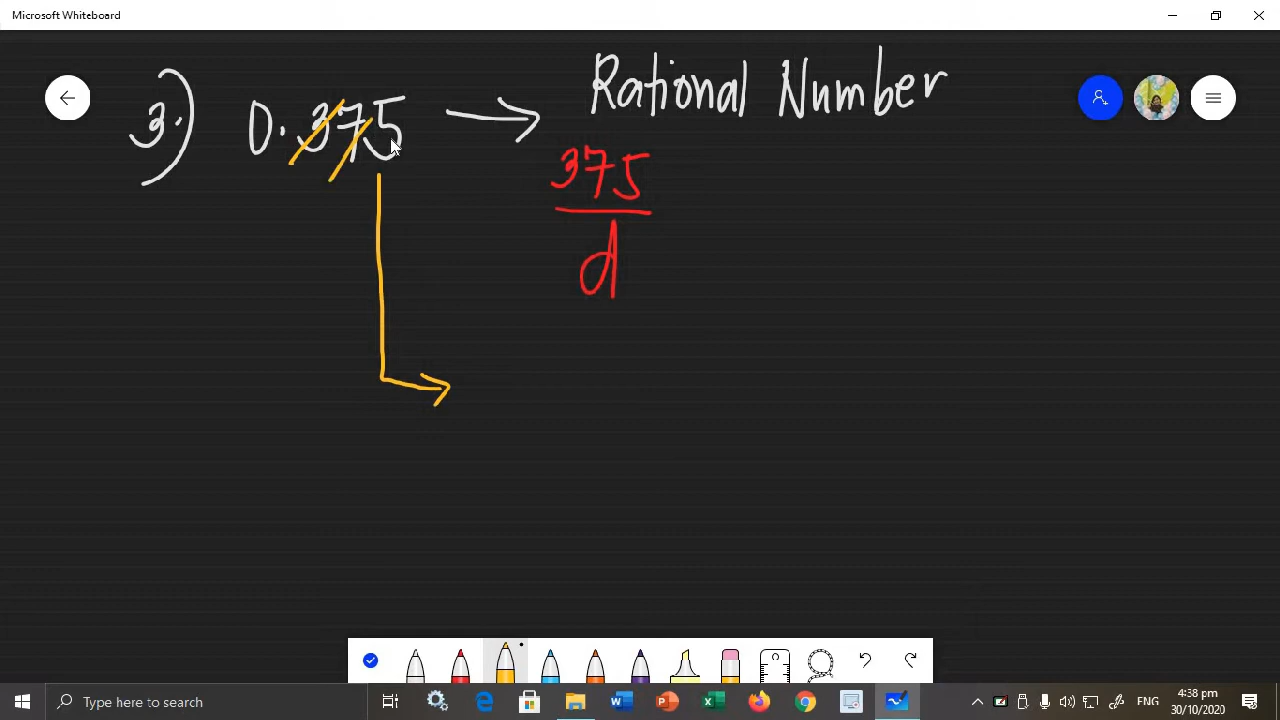 Microsoft Whiteboard
3.) 0.375 → Rational Number
375
d
Type here to search
ENG
4:38 pm
30/10/2020